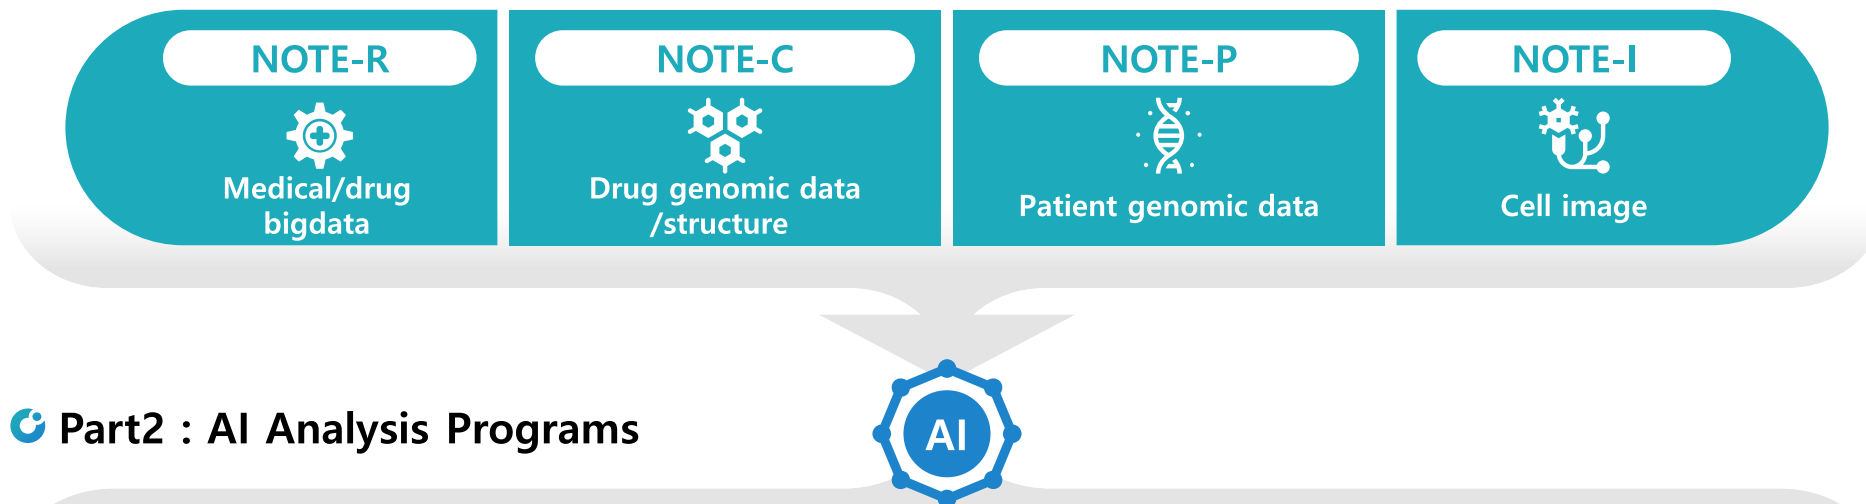 NOTE-R
Medical/drug
bigdata
NOTE-C
Drug genomic data
/structure
NOTE-P
Patient genomic data
NOTE-I
Cell image
Part2 : AI Analysis Programs
AI